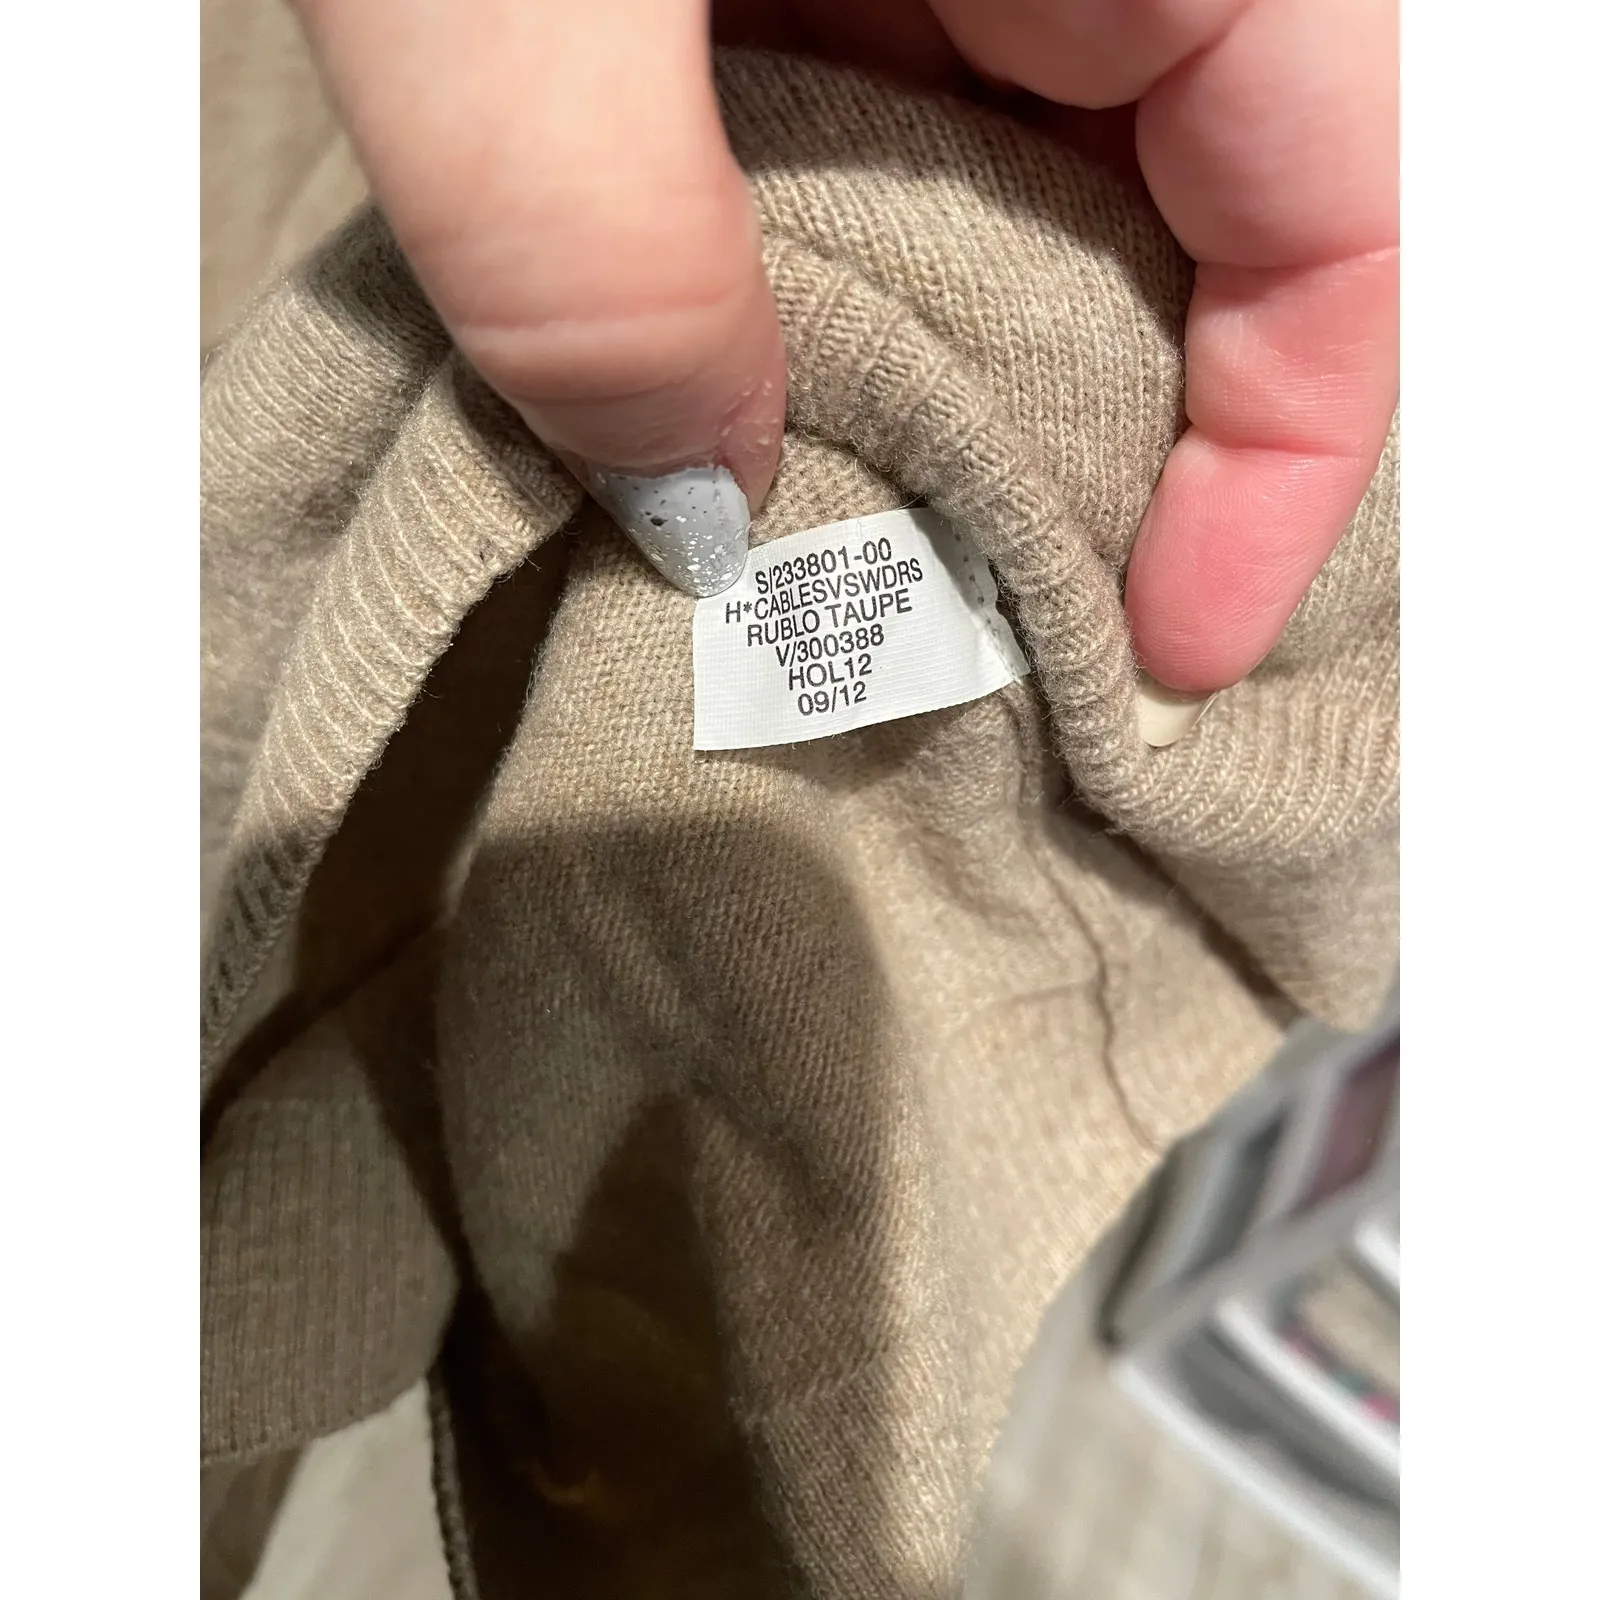 S/233801-00
H*CABLESVSWDRS
RUBLO TAUPE
V/300388
HOL12
09/12